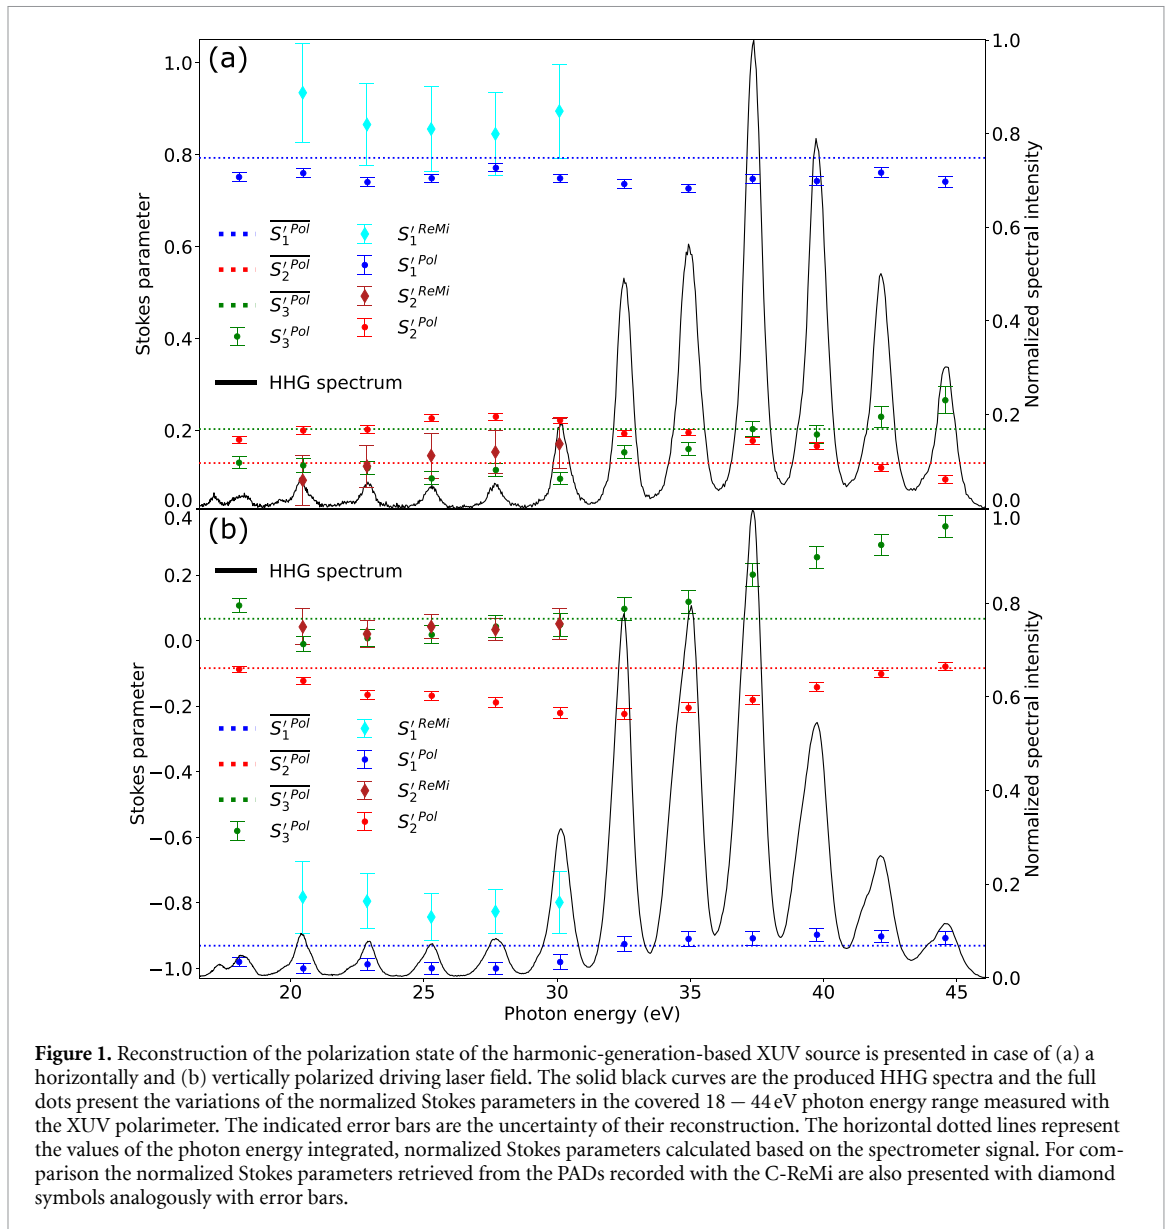 (a)
1.0
0.8
0.6
0.4
0.2
0.0
Stokes parameter
1.0
0.8
0.6
0.4
0.2
0.0
Normalized spectral intensity
S′₁ᴾᵒˡ
S′₂ᴾᵒˡ
S′₃ᴾᵒˡ
S′₃ᴾᵒˡ
S′₁ᴿᵉᴹⁱ
S′₁ᴾᵒˡ
S′₂ᴿᵉᴹⁱ
S′₂ᴾᵒˡ
HHG spectrum
(b)
0.4
0.2
0.0
−0.2
−0.4
−0.6
−0.8
−1.0
Stokes parameter
1.0
0.8
0.6
0.4
0.2
0.0
Normalized spectral intensity
HHG spectrum
S′₁ᴾᵒˡ
S′₂ᴾᵒˡ
S′₃ᴾᵒˡ
S′₃ᴾᵒˡ
S′₁ᴿᵉᴹⁱ
S′₁ᴾᵒˡ
S′₂ᴿᵉᴹⁱ
S′₂ᴾᵒˡ
20 25 30 35 40 45
Photon energy (eV)
Figure 1. Reconstruction of the polarization state of the harmonic-generation-based XUV source is presented in case of (a) a
horizontally and (b) vertically polarized driving laser field. The solid black curves are the produced HHG spectra and the full
dots present the variations of the normalized Stokes parameters in the covered 18 − 44 eV photon energy range measured with
the XUV polarimeter. The indicated error bars are the uncertainty of their reconstruction. The horizontal dotted lines represent
the values of the photon energy integrated, normalized Stokes parameters calculated based on the spectrometer signal. For com-
parison the normalized Stokes parameters retrieved from the PADs recorded with the C-ReMi are also presented with diamond
symbols analogously with error bars.